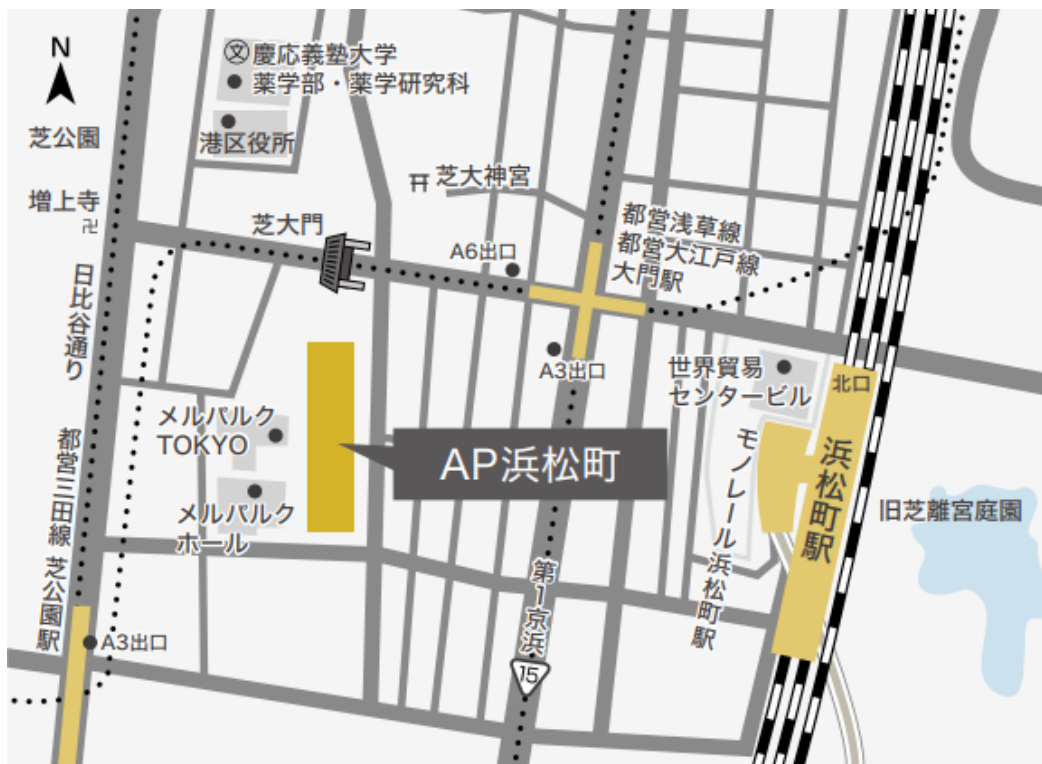 N
慶応義塾大学
薬学部・薬学研究科
港区役所
芝公園
増上寺
芝大神宮
芝大門
A6出口
都営浅草線
都営大江戸線
大門駅
日比谷通り
A3出口
世界貿易
センタービル
北口
メルパルク
TOKYO
AP浜松町
モノレール浜松町駅
浜松町駅
旧芝離宮庭園
メルパルク
ホール
都営三田線 芝公園駅
第1京浜
15
A3出口